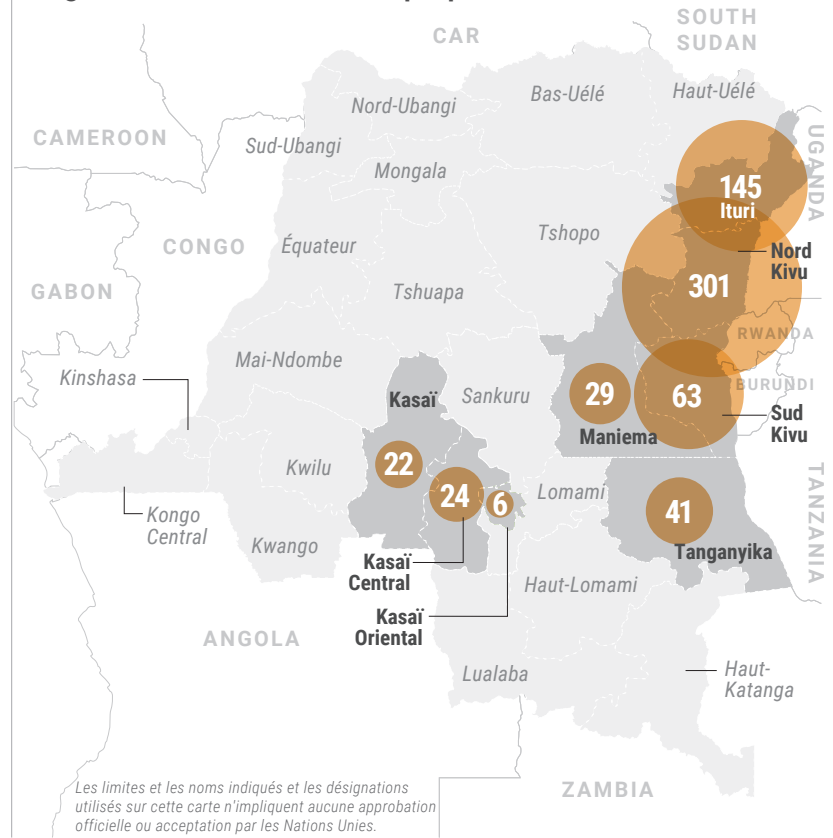 SOUTH
SUDAN
CAR
Bas-Uélé
Haut-Uélé
Nord-Ubangi
CAMEROON
Sud-Ubangi
UGANDA
Mongala
145
Ituri
CONGO
Équateur
Tshopo
Nord
Kivu
GABON
Tshuapa
301
RWANDA
Mai-Ndombe
Kinshasa
Kasaï
Sankuru
29
63
BURUNDI
Maniema
Sud
Kivu
22
Kwilu
24
6
Lomami
41
TANZANIA
Kongo
Central
Kwango
Tanganyika
Kasaï
Central
Haut-Lomami
Kasaï
Oriental
ANGOLA
Lualaba
Haut-
Katanga
ZAMBIA
Les limites et les noms indiqués et les désignations
utilisés sur cette carte n'impliquent aucune approbation
officielle ou acceptation par les Nations Unies.